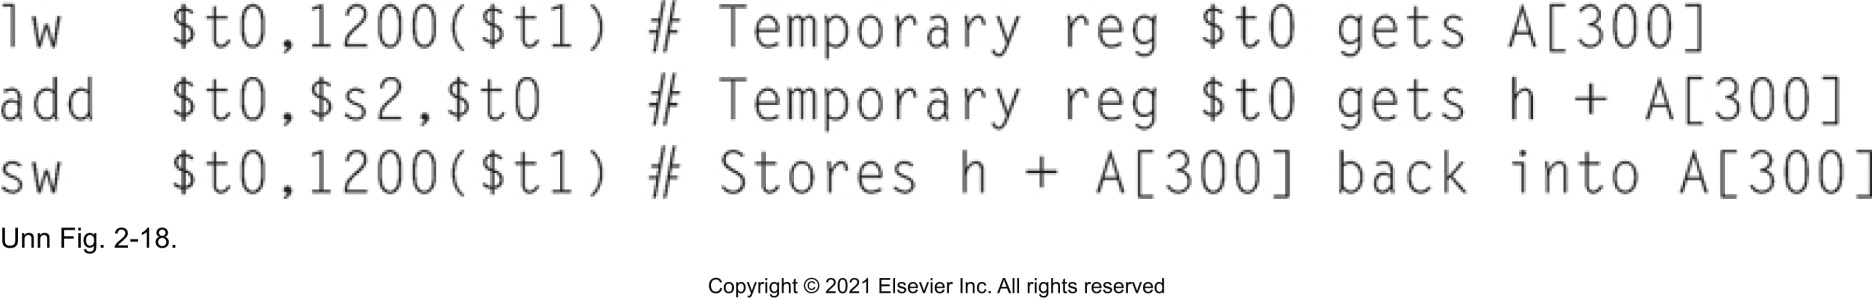 lw $t0,1200($t1) # Temporary reg $t0 gets A[300]
add $t0,$s2,$t0 # Temporary reg $t0 gets h + A[300]
sw $t0,1200($t1) # Stores h + A[300] back into A[300]
Unn Fig. 2-18.
Copyright © 2021 Elsevier Inc. All rights reserved